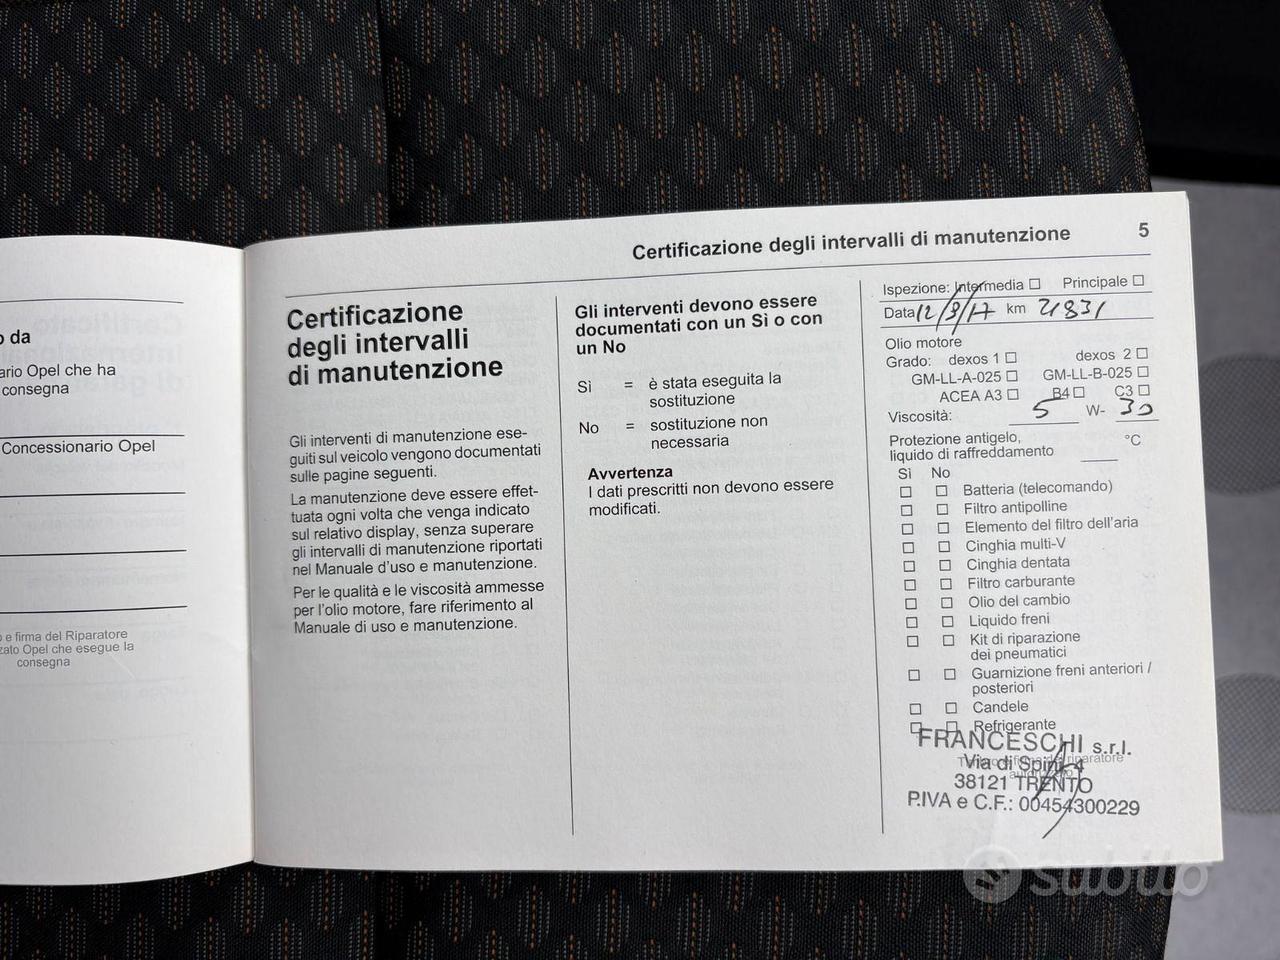 o da
ario Opel che ha
consegna
Concessionario Opel
o e firma del Riparatore
zato Opel che esegue la
consegna
Certificazione degli intervalli di manutenzione 5
Certificazione
degli intervalli
di manutenzione
Gli interventi di manutenzione ese-
guiti sul veicolo vengono documentati
sulle pagine seguenti.
La manutenzione deve essere effet-
tuata ogni volta che venga indicato
sul relativo display, senza superare
gli intervalli di manutenzione riportati
nel Manuale d'uso e manutenzione.
Per le qualità e le viscosità ammesse
per l'olio motore, fare riferimento al
Manuale di uso e manutenzione.
Gli interventi devono essere
documentati con un Sì o con
un No
Sì = è stata eseguita la
sostituzione
No = sostituzione non
necessaria
Avvertenza
I dati prescritti non devono essere
modificati.
Ispezione: Intermedia □ Principale □
Data 12/9/17 km 21831
Olio motore
Grado: dexos 1 □ dexos 2 □
GM-LL-A-025 □ GM-LL-B-025 □
ACEA A3 □ B4 □ C3 □
Viscosità: 5 W- 30
Protezione antigelo,
liquido di raffreddamento °C
Sì No
□ □ Batteria (telecomando)
□ □ Filtro antipolline
□ □ Elemento del filtro dell'aria
□ □ Cinghia multi-V
□ □ Cinghia dentata
□ □ Filtro carburante
□ □ Olio del cambio
□ □ Liquido freni
□ □ Kit di riparazione
dei pneumatici
□ □ Guarnizione freni anteriori /
posteriori
□ □ Candele
□ □ Refrigerante
FRANCESCHI s.r.l.
Via di Spini, 4
38121 TRENTO
P.IVA e C.F.: 00454300229
subito